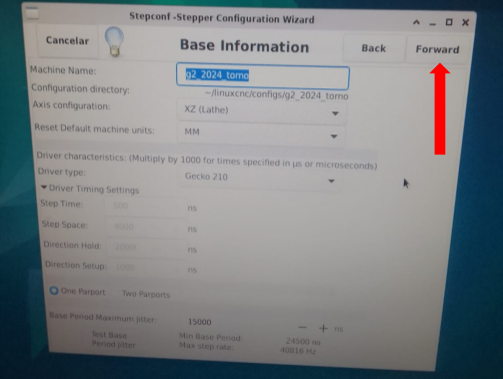 Stepconf -Stepper Configuration Wizard
Cancelar Base Information Back Forward
Machine Name: g2_2024_torno
Configuration directory: ~/linuxcnc/configs/g2_2024_torno
Axis configuration: XZ (Lathe)
Reset Default machine units: MM
Driver characteristics: (Multiply by 1000 for times specified in µs or microseconds)
Driver type: Gecko 210
Driver Timing Settings
Step Time: 500 ns
Step Space: 4000 ns
Direction Hold: ns
Direction Setup: 1000 ns
One Parport Two Parports
Base Period Maximum Jitter: 15000 − + ns
Test Base Period Jitter
Min Base Period: 24500 ns
Max step rate: 40816 Hz